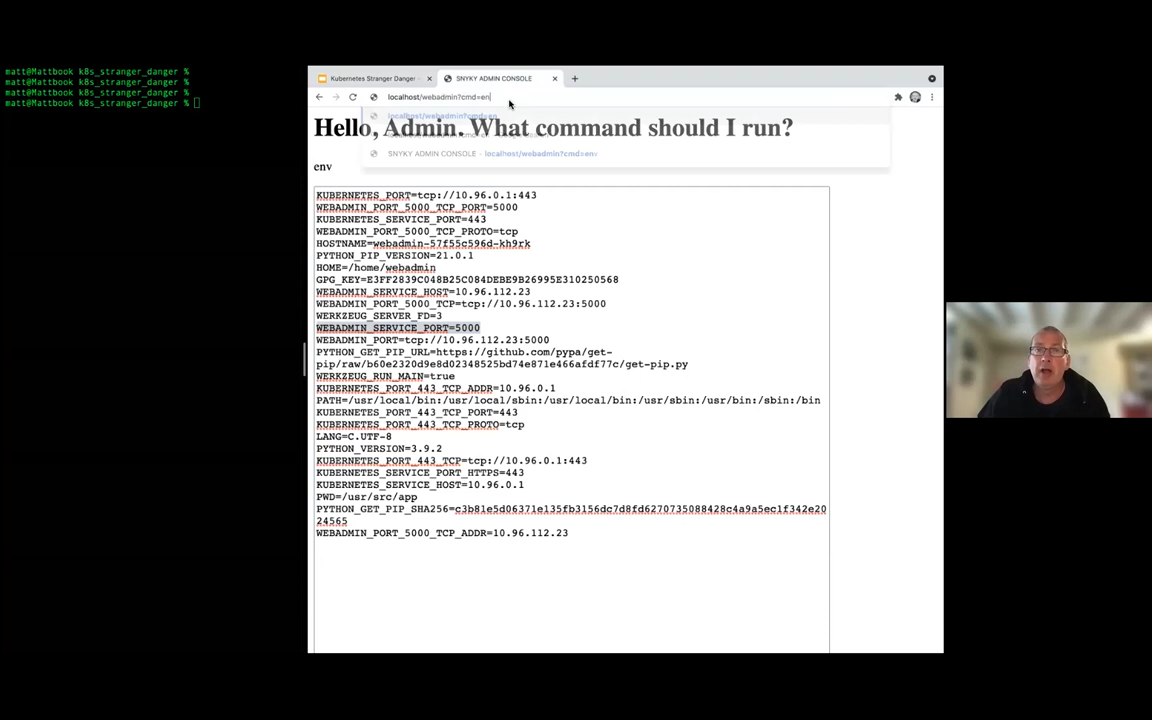 matt@Mattbook k8s_stranger_danger %
matt@Mattbook k8s_stranger_danger %
matt@Mattbook k8s_stranger_danger %
matt@Mattbook k8s_stranger_danger %
Kubernetes Stranger Danger -
SNYKY ADMIN CONSOLE
localhost/webadmin?cmd=en
localhost/webadmin?cmd=en
SNYKY ADMIN CONSOLE - localhost/webadmin?cmd=env
Hello, Admin. What command should I run?
env
KUBERNETES_PORT=tcp://10.96.0.1:443
WEBADMIN_PORT_5000_TCP_PORT=5000
KUBERNETES_SERVICE_PORT=443
WEBADMIN_PORT_5000_TCP_PROTO=tcp
HOSTNAME=webadmin-57f55c596d-kh9rk
PYTHON_PIP_VERSION=21.0.1
HOME=/home/webadmin
GPG_KEY=E3FF2839C048B25C084DEBE9B26995E310250568
WEBADMIN_SERVICE_HOST=10.96.112.23
WEBADMIN_PORT_5000_TCP=tcp://10.96.112.23:5000
WERKZEUG_SERVER_FD=3
WEBADMIN_SERVICE_PORT=5000
WEBADMIN_PORT=tcp://10.96.112.23:5000
PYTHON_GET_PIP_URL=https://github.com/pypa/get-
pip/raw/b60e2320d9e8d02348525bd74e871e466afdf77c/get-pip.py
WERKZEUG_RUN_MAIN=true
KUBERNETES_PORT_443_TCP_ADDR=10.96.0.1
PATH=/usr/local/bin:/usr/local/sbin:/usr/local/bin:/usr/sbin:/usr/bin:/sbin:/bin
KUBERNETES_PORT_443_TCP_PORT=443
KUBERNETES_PORT_443_TCP_PROTO=tcp
LANG=C.UTF-8
PYTHON_VERSION=3.9.2
KUBERNETES_PORT_443_TCP=tcp://10.96.0.1:443
KUBERNETES_SERVICE_PORT_HTTPS=443
KUBERNETES_SERVICE_HOST=10.96.0.1
PWD=/usr/src/app
PYTHON_GET_PIP_SHA256=c3b81e5d06371e135fb3156dc7d8fd6270735088428c4a9a5ec1f342e20
24565
WEBADMIN_PORT_5000_TCP_ADDR=10.96.112.23